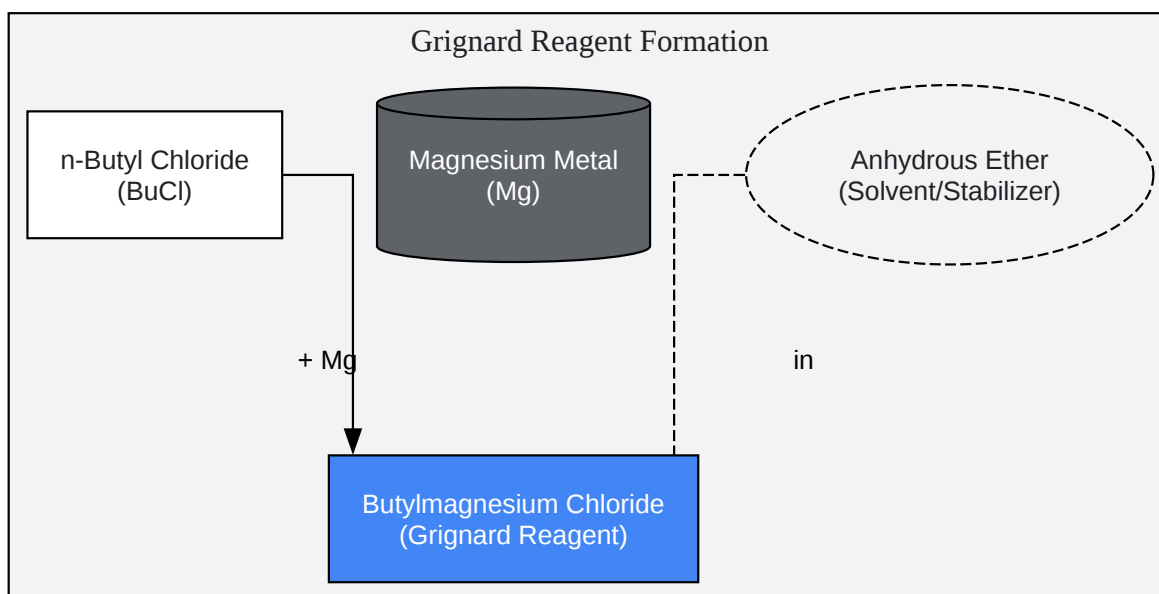 Grignard Reagent Formation
n-Butyl Chloride
(BuCl)
Magnesium Metal
(Mg)
Anhydrous Ether
(Solvent/Stabilizer)
+ Mg
in
Butylmagnesium Chloride
(Grignard Reagent)